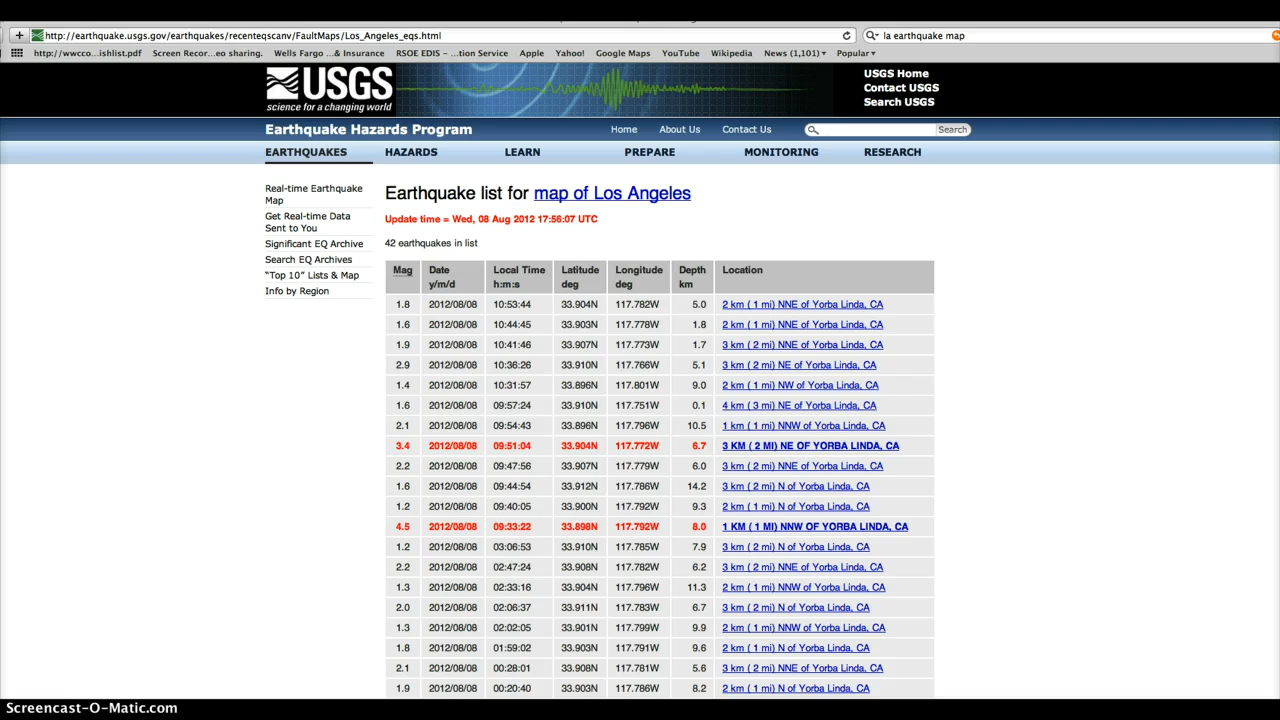 http://earthquake.usgs.gov/earthquakes/recenteqscanv/FaultMaps/Los_Angeles_eqs.html
la earthquake map
http://wwcco...ishlist.pdf Screen Recor...eo sharing. Wells Fargo ...& Insurance RSOE EDIS - ...tion Service Apple Yahoo! Google Maps YouTube Wikipedia News (1,101) Popular
USGS
science for a changing world
USGS Home
Contact USGS
Search USGS
Earthquake Hazards Program
Home About Us Contact Us Search
EARTHQUAKES HAZARDS LEARN PREPARE MONITORING RESEARCH
Real-time Earthquake
Map
Get Real-time Data
Sent to You
Significant EQ Archive
Search EQ Archives
"Top 10" Lists & Map
Info by Region
Earthquake list for map of Los Angeles
Update time = Wed, 08 Aug 2012 17:56:07 UTC
42 earthquakes in list
Mag Date Local Time Latitude Longitude Depth Location
y/m/d h:m:s deg deg km
1.8 2012/08/08 10:53:44 33.904N 117.782W 5.0 2 km ( 1 mi) NNE of Yorba Linda, CA
1.6 2012/08/08 10:44:45 33.903N 117.778W 1.8 2 km ( 1 mi) NNE of Yorba Linda, CA
1.9 2012/08/08 10:41:46 33.907N 117.773W 1.7 3 km ( 2 mi) NNE of Yorba Linda, CA
2.9 2012/08/08 10:36:26 33.910N 117.766W 5.1 3 km ( 2 mi) NE of Yorba Linda, CA
1.4 2012/08/08 10:31:57 33.896N 117.801W 9.0 2 km ( 1 mi) NW of Yorba Linda, CA
1.6 2012/08/08 09:57:24 33.910N 117.751W 0.1 4 km ( 3 mi) NE of Yorba Linda, CA
2.1 2012/08/08 09:54:43 33.896N 117.796W 10.5 1 km ( 1 mi) NNW of Yorba Linda, CA
3.4 2012/08/08 09:51:04 33.904N 117.772W 6.7 3 KM ( 2 MI) NE OF YORBA LINDA, CA
2.2 2012/08/08 09:47:56 33.907N 117.779W 6.0 3 km ( 2 mi) NNE of Yorba Linda, CA
1.6 2012/08/08 09:44:54 33.912N 117.786W 14.2 3 km ( 2 mi) N of Yorba Linda, CA
1.2 2012/08/08 09:40:05 33.900N 117.792W 9.3 2 km ( 1 mi) N of Yorba Linda, CA
4.5 2012/08/08 09:33:22 33.898N 117.792W 8.0 1 KM ( 1 MI) NNW OF YORBA LINDA, CA
1.2 2012/08/08 03:06:53 33.910N 117.785W 7.9 3 km ( 2 mi) N of Yorba Linda, CA
2.2 2012/08/08 02:47:24 33.908N 117.782W 6.2 3 km ( 2 mi) NNE of Yorba Linda, CA
1.3 2012/08/08 02:33:16 33.904N 117.796W 11.3 2 km ( 1 mi) NNW of Yorba Linda, CA
2.0 2012/08/08 02:06:37 33.911N 117.783W 6.7 3 km ( 2 mi) N of Yorba Linda, CA
1.3 2012/08/08 02:02:05 33.901N 117.799W 9.9 2 km ( 1 mi) NNW of Yorba Linda, CA
1.8 2012/08/08 01:59:02 33.903N 117.791W 9.6 2 km ( 1 mi) N of Yorba Linda, CA
2.1 2012/08/08 00:28:01 33.908N 117.781W 5.6 3 km ( 2 mi) NNE of Yorba Linda, CA
1.9 2012/08/08 00:20:40 33.903N 117.786W 8.2 2 km ( 1 mi) N of Yorba Linda, CA
Screencast-O-Matic.com